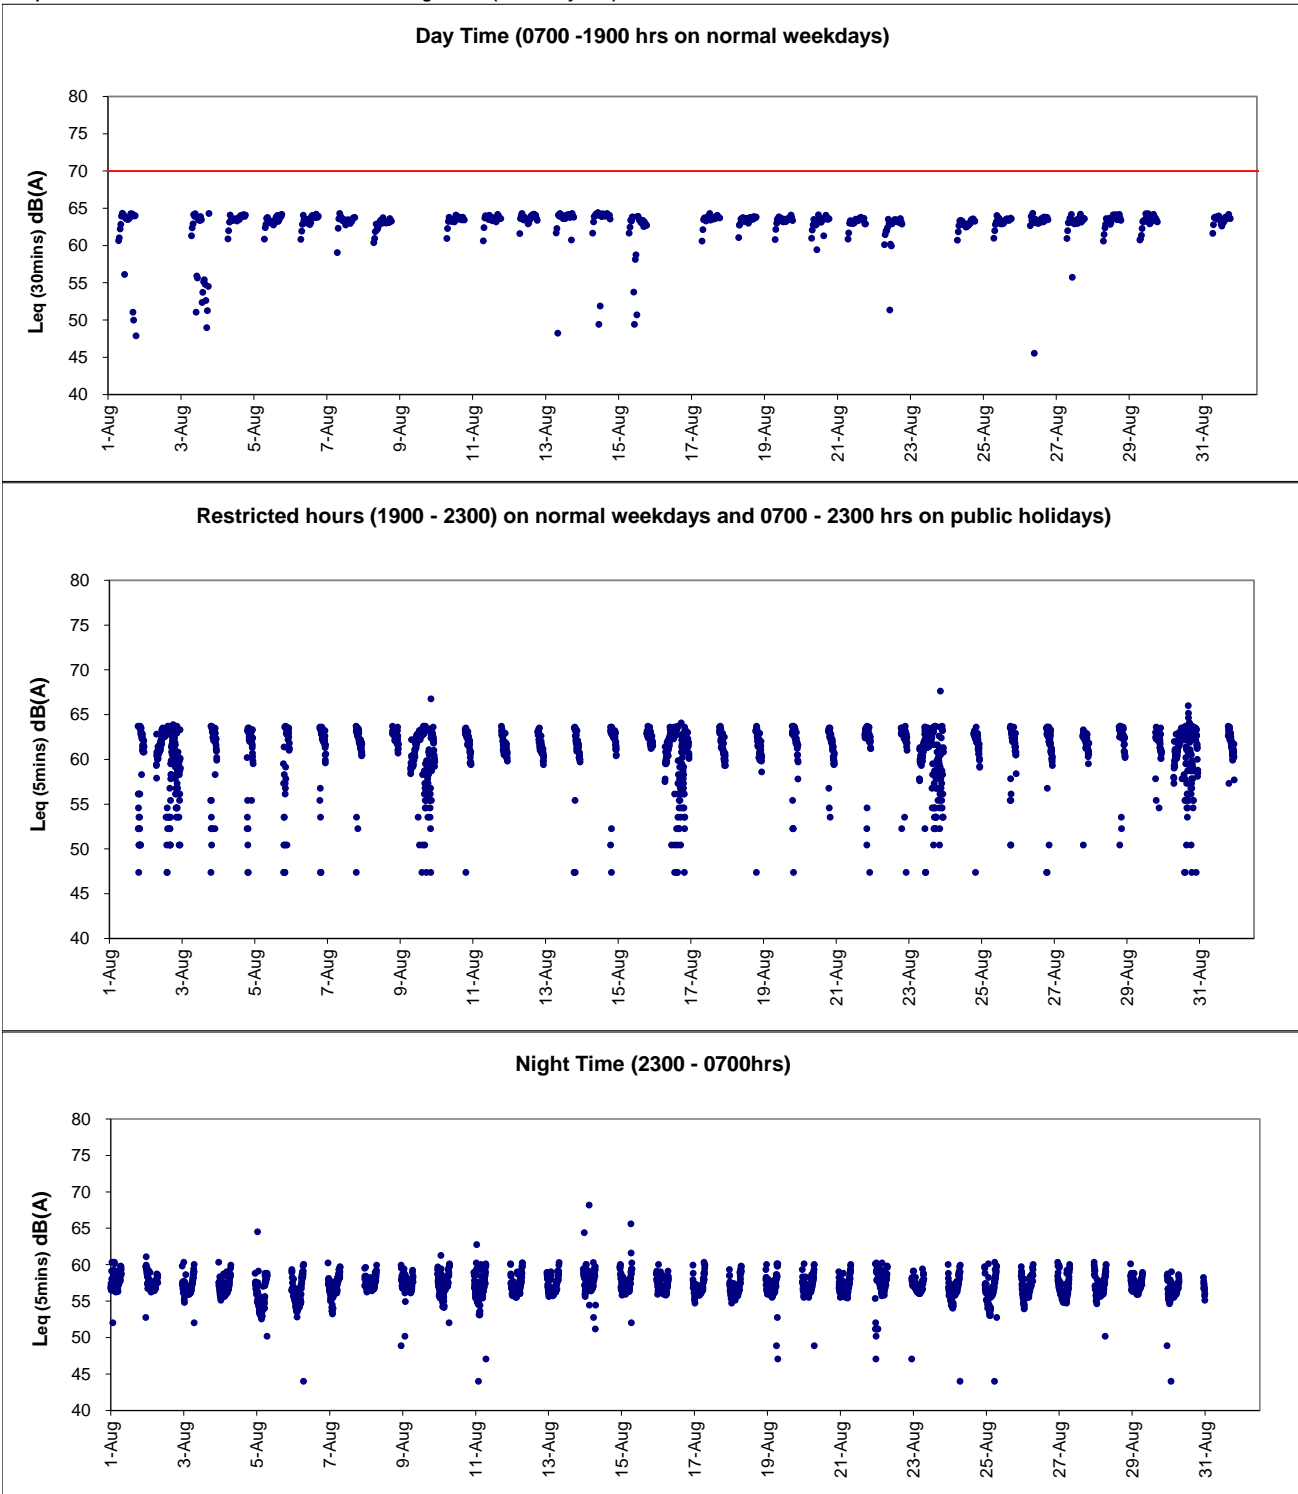 Day Time (0700 -1900 hrs on normal weekdays)
Leq (30mins) dB(A)
80
75
70
65
60
55
50
45
40
1-Aug
3-Aug
5-Aug
7-Aug
9-Aug
11-Aug
13-Aug
15-Aug
17-Aug
19-Aug
21-Aug
23-Aug
25-Aug
27-Aug
29-Aug
31-Aug
Restricted hours (1900 - 2300) on normal weekdays and 0700 - 2300 hrs on public holidays)
Leq (5mins) dB(A)
80
75
70
65
60
55
50
45
40
1-Aug
3-Aug
5-Aug
7-Aug
9-Aug
11-Aug
13-Aug
15-Aug
17-Aug
19-Aug
21-Aug
23-Aug
25-Aug
27-Aug
29-Aug
31-Aug
Night Time (2300 - 0700hrs)
Leq (5mins) dB(A)
80
75
70
65
60
55
50
45
40
1-Aug
3-Aug
5-Aug
7-Aug
9-Aug
11-Aug
13-Aug
15-Aug
17-Aug
19-Aug
21-Aug
23-Aug
25-Aug
27-Aug
29-Aug
31-Aug